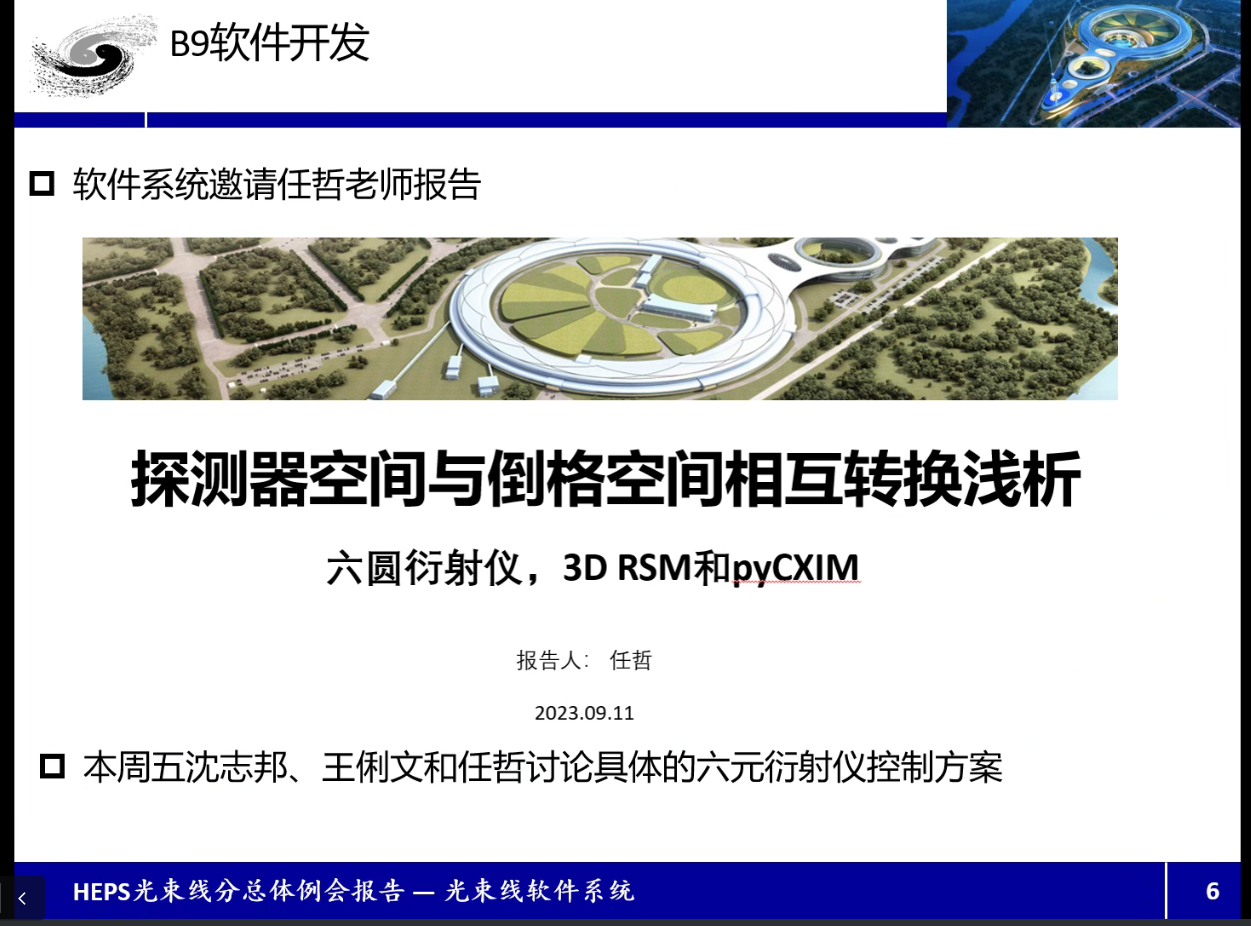 B9软件开发
软件系统邀请任哲老师报告
探测器空间与倒格空间相互转换浅析
六圆衍射仪，3D RSM和pyCXIM
报告人： 任哲
2023.09.11
本周五沈志邦、王俐文和任哲讨论具体的六元衍射仪控制方案
HEPS光束线分总体例会报告 — 光束线软件系统
6